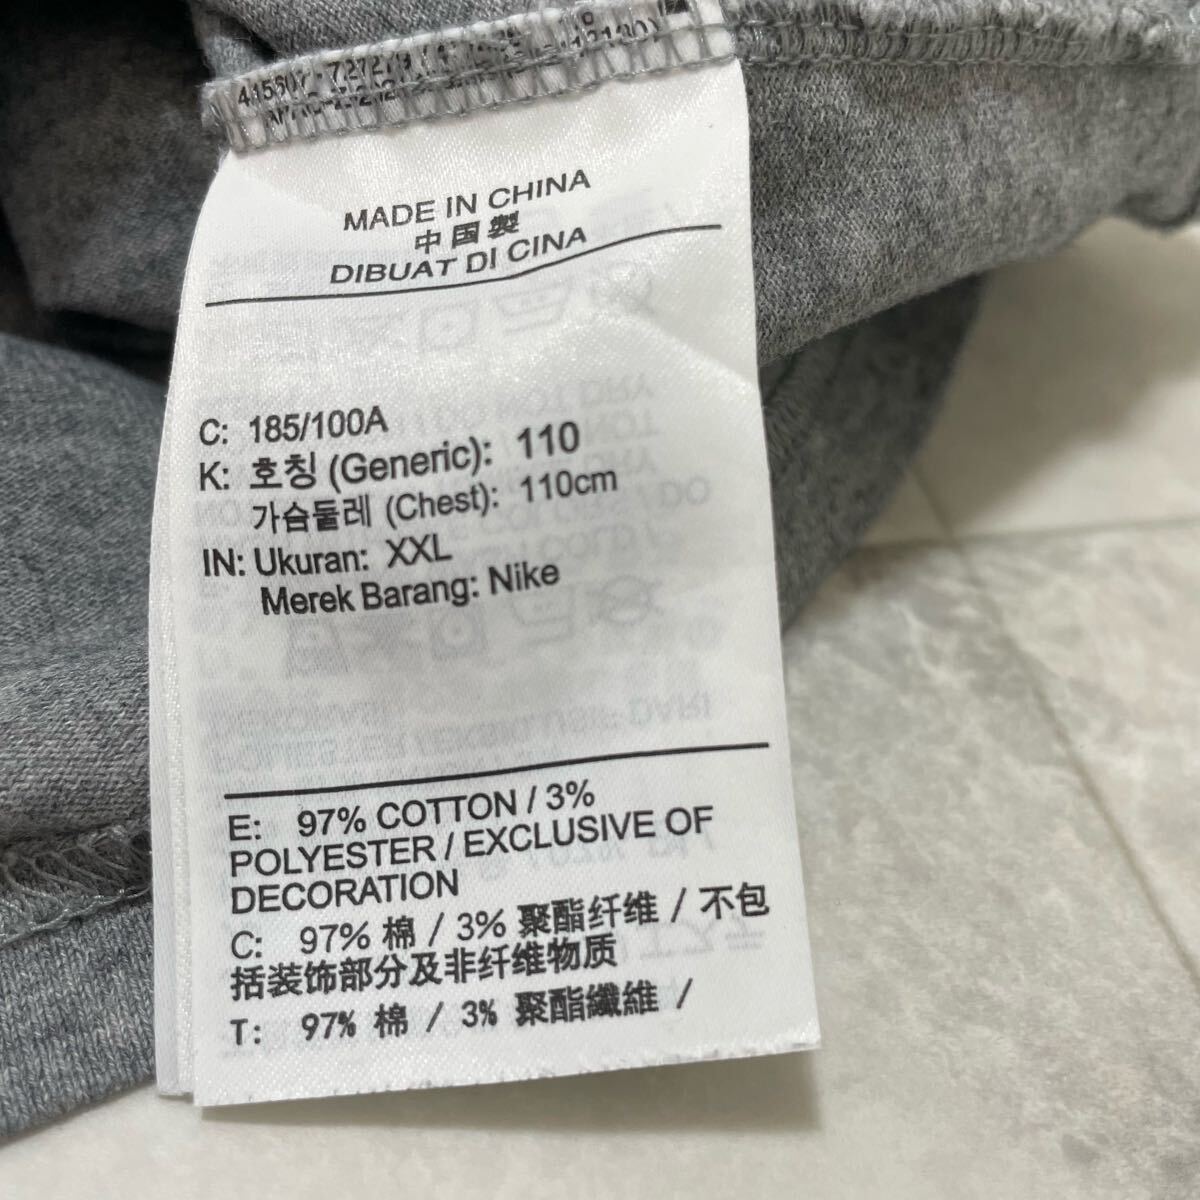 MADE IN CHINA
中国製
DIBUAT DI CINA
C: 185/100A
K: 호칭 (Generic): 110
가슴둘레 (Chest): 110cm
IN: Ukuran: XXL
Merek Barang: Nike
E: 97% COTTON / 3%
POLYESTER / EXCLUSIVE OF
DECORATION
C: 97% 棉 / 3% 聚酯纤维 / 不包
括装饰部分及非纤维物质
T: 97% 棉 / 3% 聚酯纖維 /